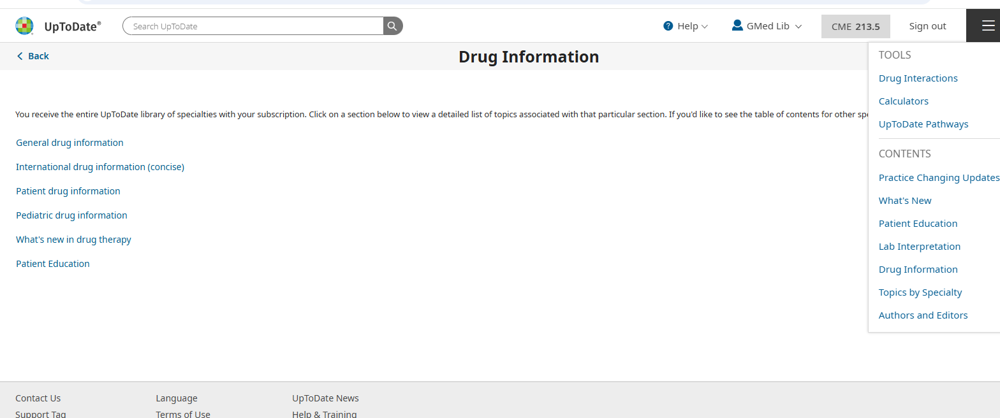 UpToDate®
Search UpToDate
? Help
GMed Lib
CME 213.5
Sign out
Back
Drug Information
You receive the entire UpToDate library of specialties with your subscription. Click on a section below to view a detailed list of topics associated with that particular section. If you'd like to see the table of contents for other
General drug information
International drug information (concise)
Patient drug information
Pediatric drug information
What's new in drug therapy
Patient Education
TOOLS
Drug Interactions
Calculators
UpToDate Pathways
CONTENTS
Practice Changing Updates
What's New
Patient Education
Lab Interpretation
Drug Information
Topics by Specialty
Authors and Editors
Contact Us
Language
UpToDate News
Support Tag
Terms of Use
Help & Training